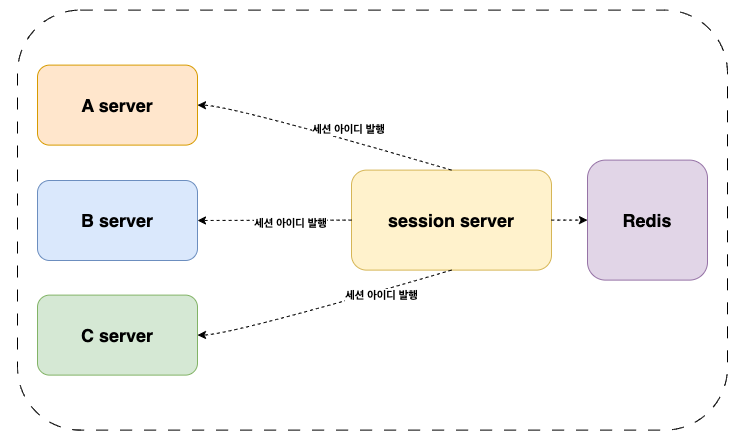 A server
세션 아이디 발행
B server
세션 아이디 발행
session server
Redis
세션 아이디 발행
C server